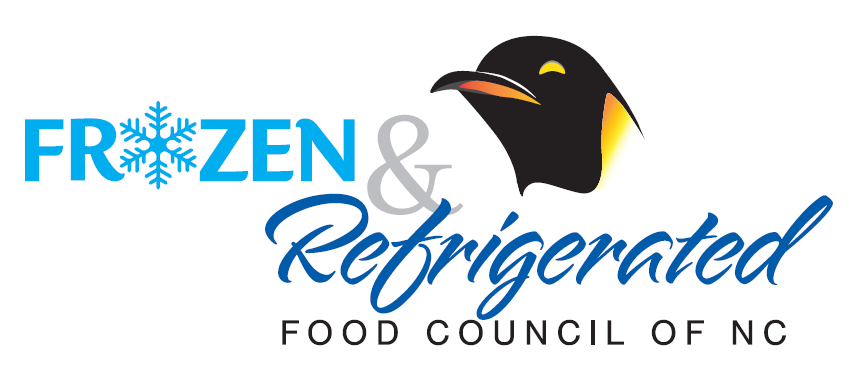 FROZEN &
Refrigerated
FOOD COUNCIL OF NC